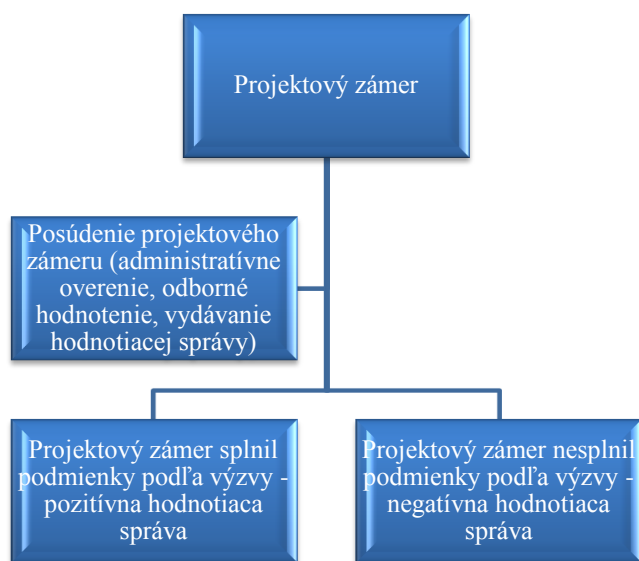 Projektový zámer
Posúdenie projektového
zámeru (administratívne
overenie, odborné
hodnotenie, vydávanie
hodnotiacej správy)
Projektový zámer splnil
podmienky podľa výzvy -
pozitívna hodnotiaca
správa
Projektový zámer nesplnil
podmienky podľa výzvy -
negatívna hodnotiaca
správa